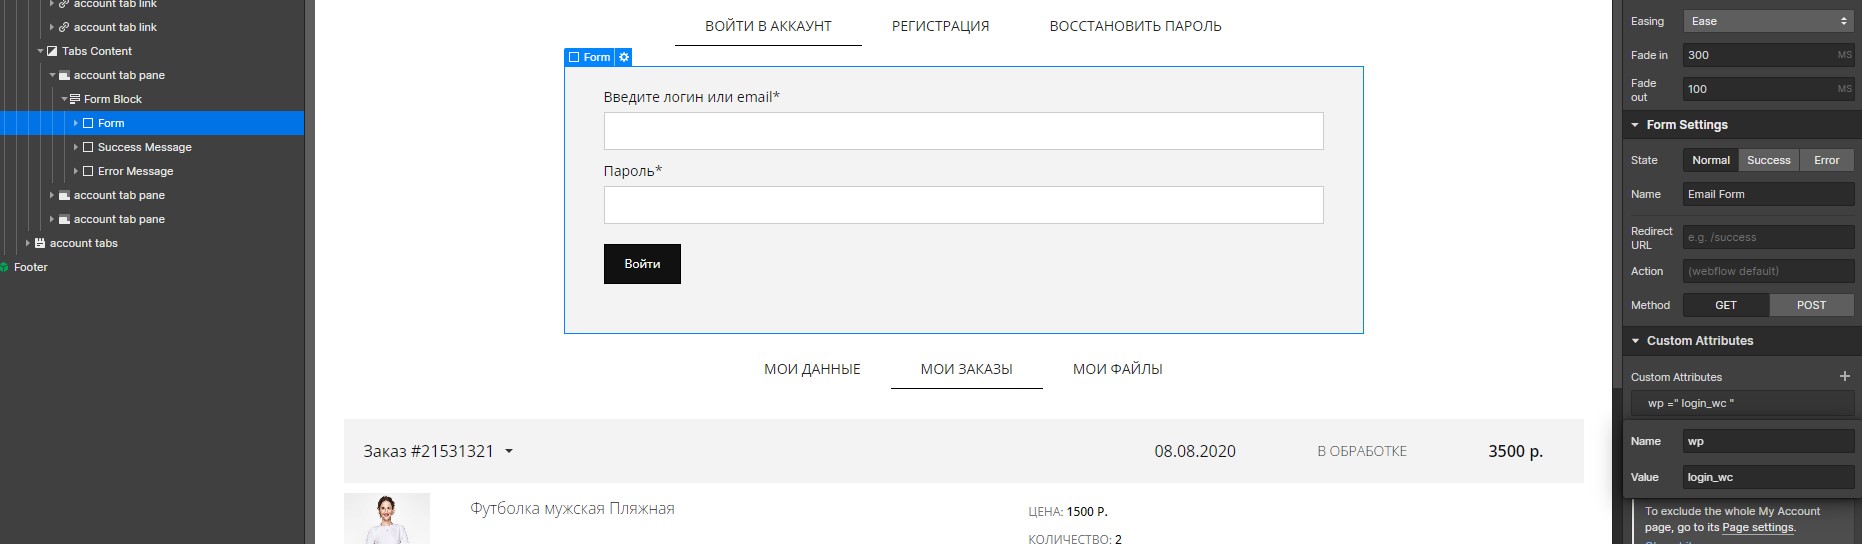 account tab link
account tab link
Tabs Content
account tab pane
Form Block
Form
Success Message
Error Message
account tab pane
account tab pane
account tabs
Footer
ВОЙТИ В АККАУНТ РЕГИСТРАЦИЯ ВОССТАНОВИТЬ ПАРОЛЬ
Form
Введите логин или email*
Пароль*
Войти
МОИ ДАННЫЕ МОИ ЗАКАЗЫ МОИ ФАЙЛЫ
Заказ #21531321 08.08.2020 В ОБРАБОТКЕ 3500 р.
Футболка мужская Пляжная
ЦЕНА: 1500 Р.
КОЛИЧЕСТВО: 2
Easing Ease
Fade in 300 MS
Fade out 100 MS
Form Settings
State Normal Success Error
Name Email Form
Redirect URL e.g. /success
Action (webflow default)
Method GET POST
Custom Attributes
Custom Attributes
wp =" login_wc "
Name wp
Value login_wc
To exclude the whole My Account
page, go to its Page settings.